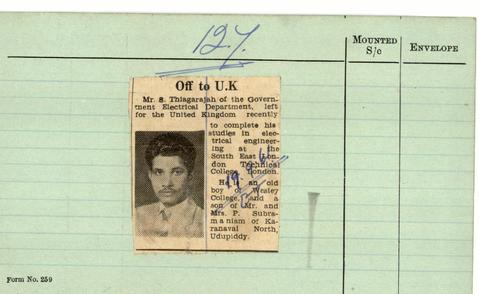 127.
MOUNTED
S/c
ENVELOPE
Off to U.K
Mr. S. Thiagarajah of the Govern-
ment Electrical Department, left
for the United Kingdom recently
to complete his
studies in elec-
trical engineer-
ing at the
South East Lon-
don Technical
College, London.
He is an old
boy of Wesley
College, and a
son of Mr. and
Mrs. P. Subra-
maniam of Ka-
ranaval North,
Udupiddy.
Form No. 259